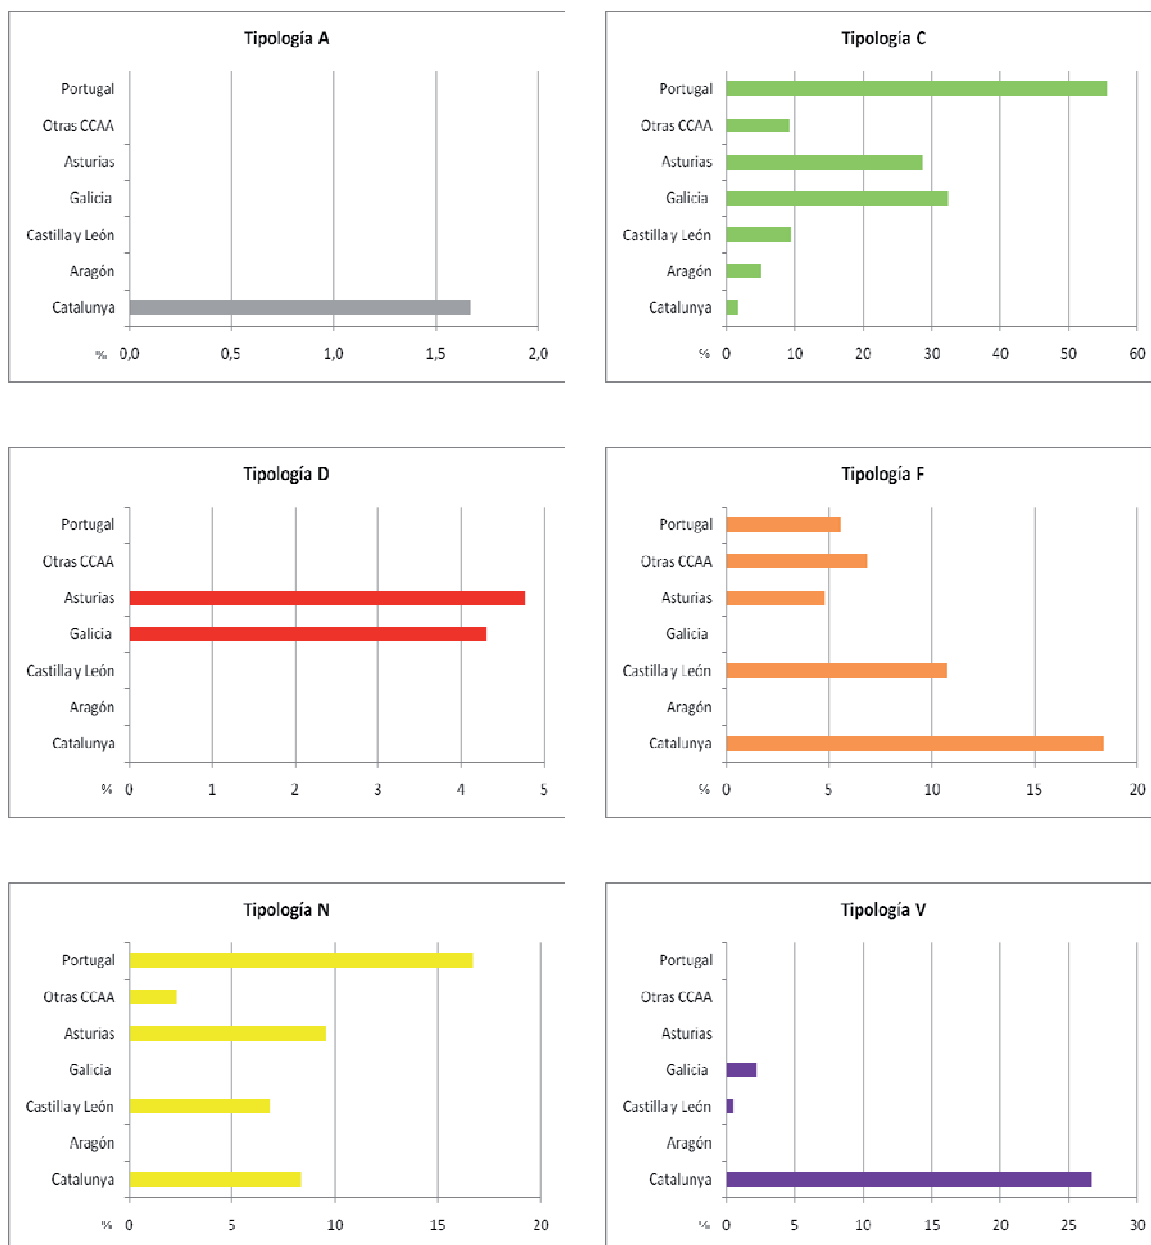 Tipología A
Portugal
Otras CCAA
Asturias
Galicia
Castilla y León
Aragón
Catalunya
% 0,0 0,5 1,0 1,5 2,0
Tipología C
Portugal
Otras CCAA
Asturias
Galicia
Castilla y León
Aragón
Catalunya
% 0 10 20 30 40 50 60
Tipología D
Portugal
Otras CCAA
Asturias
Galicia
Castilla y León
Aragón
Catalunya
% 0 1 2 3 4 5
Tipología F
Portugal
Otras CCAA
Asturias
Galicia
Castilla y León
Aragón
Catalunya
% 0 5 10 15 20
Tipología N
Portugal
Otras CCAA
Asturias
Galicia
Castilla y León
Aragón
Catalunya
% 0 5 10 15 20
Tipología V
Portugal
Otras CCAA
Asturias
Galicia
Castilla y León
Aragón
Catalunya
% 0 5 10 15 20 25 30